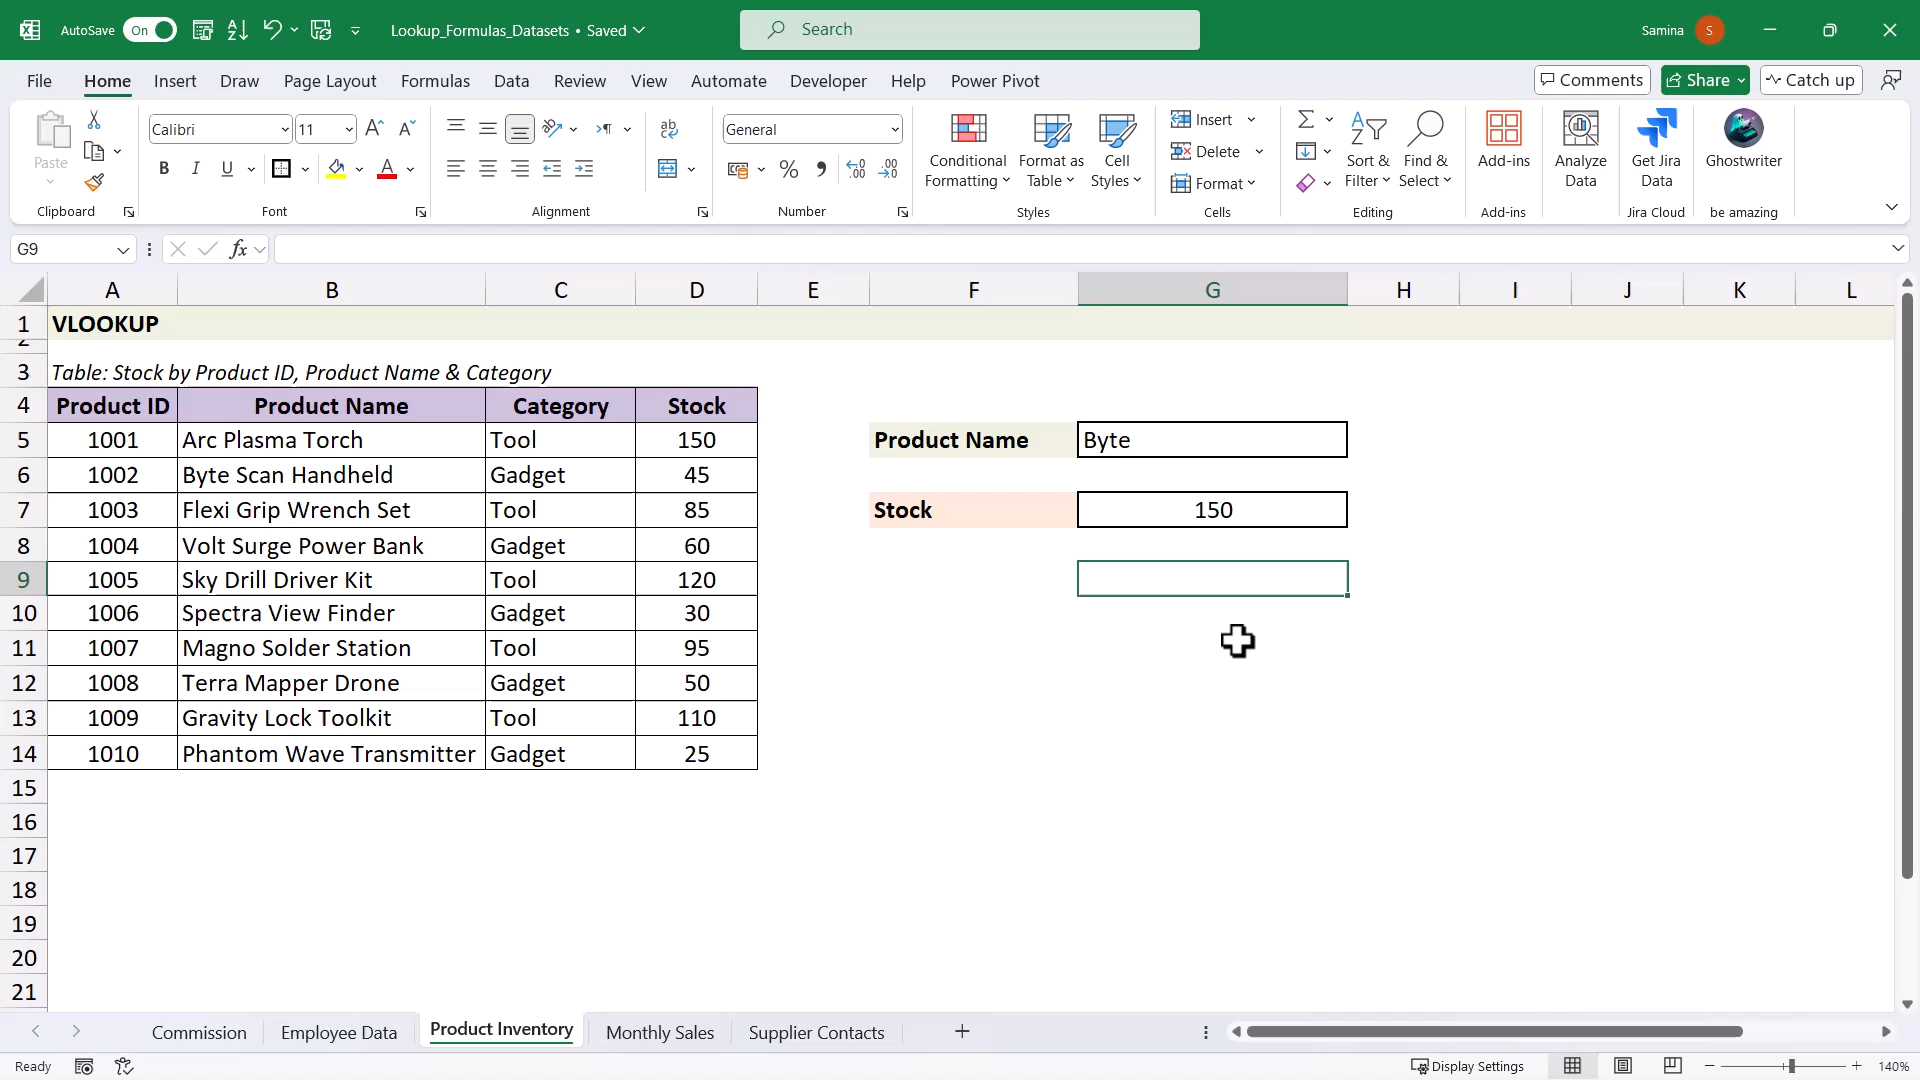 AutoSave On Lookup_Formulas_Datasets • Saved Search Samina S
File Home Insert Draw Page Layout Formulas Data Review View Automate Developer Help Power Pivot Comments Share Catch up
Paste Calibri 11 General Conditional Formatting Format as Table Cell Styles Insert Delete Format Sort & Filter Find & Select Add-ins Analyze Data Get Jira Data Ghostwriter
Clipboard Font Alignment Number Styles Cells Editing Add-ins Jira Cloud be amazing
G9 fx
A B C D E F G H I J K L
1 VLOOKUP
2
3 Table: Stock by Product ID, Product Name & Category
4 Product ID Product Name Category Stock
5 1001 Arc Plasma Torch Tool 150 Product Name Byte
6 1002 Byte Scan Handheld Gadget 45
7 1003 Flexi Grip Wrench Set Tool 85 Stock 150
8 1004 Volt Surge Power Bank Gadget 60
9 1005 Sky Drill Driver Kit Tool 120
10 1006 Spectra View Finder Gadget 30
11 1007 Magno Solder Station Tool 95
12 1008 Terra Mapper Drone Gadget 50
13 1009 Gravity Lock Toolkit Tool 110
14 1010 Phantom Wave Transmitter Gadget 25
15
16
17
18
19
20
21
Commission Employee Data Product Inventory Monthly Sales Supplier Contacts
Ready Display Settings 140%